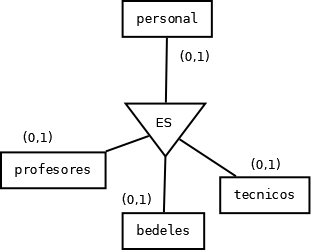 personal
(0,1)
ES
(0,1)
profesores
(0,1)
tecnicos
(0,1)
bedeles